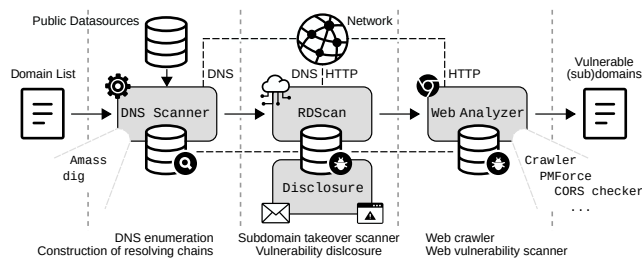 Public Datasources
Network
Domain List
DNS
DNS
HTTP
HTTP
Vulnerable
(sub)domains
DNS Scanner
RDScan
Web Analyzer
Amass
dig
Disclosure
Crawler
PMForce
CORS checker
...
DNS enumeration
Construction of resolving chains
Subdomain takeover scanner
Vulnerability dislcosure
Web crawler
Web vulnerability scanner